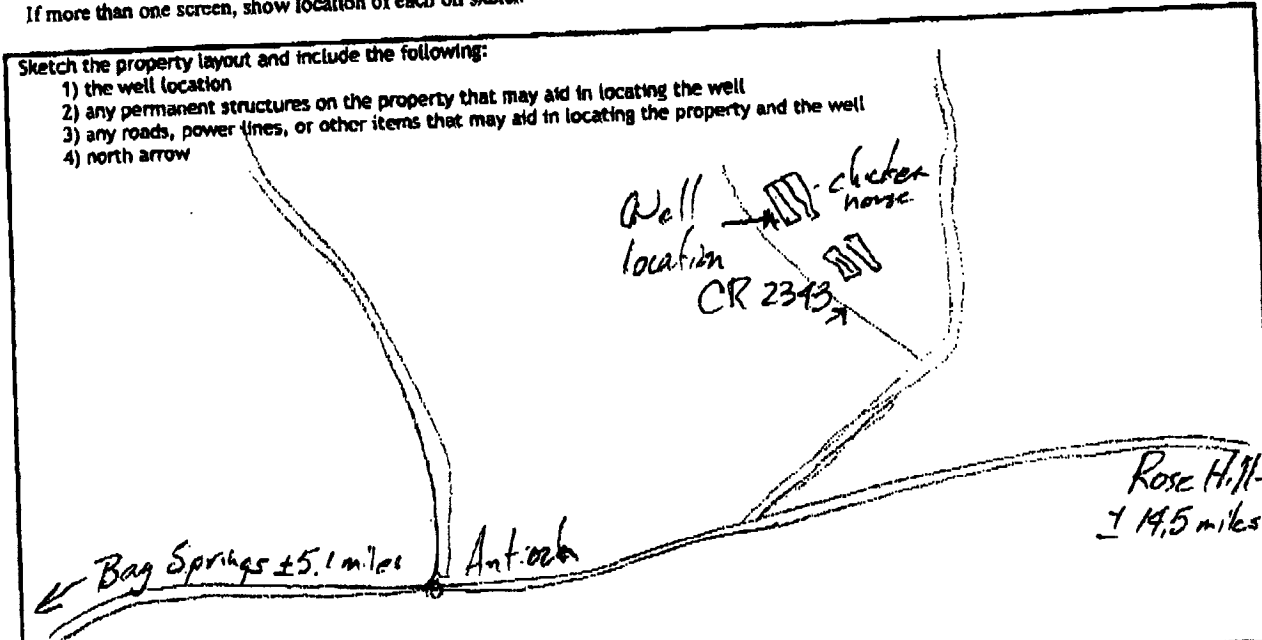 If more than one screen, show location of each on sketch.
Sketch the property layout and include the following:
1) the well location
2) any permanent structures on the property that may aid in locating the well
3) any roads, power lines, or other items that may aid in locating the property and the well
4) north arrow
Well
location
chicken
house
CR 2343
Rose Hill
± 14.5 miles
Bay Springs ±5.1 miles
Antioch